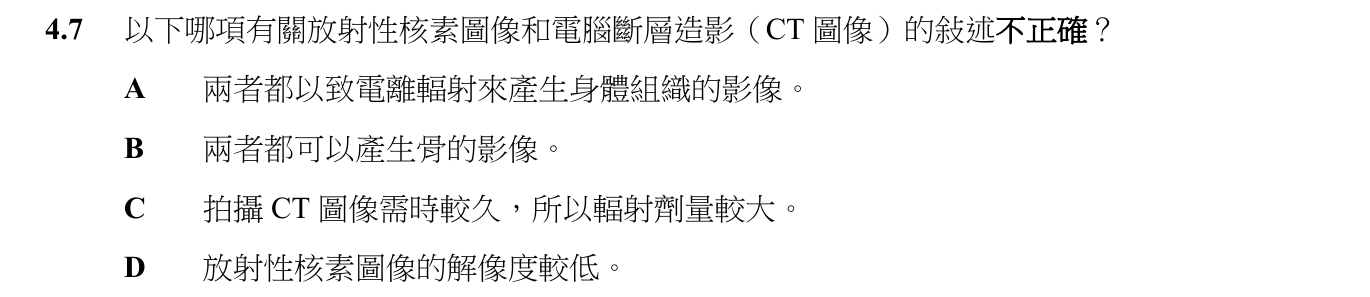 4.7 以下哪項有關放射性核素圖像和電腦斷層造影（CT 圖像）的敍述不正確？
A 兩者都以致電離輻射來產生身體組織的影像。
B 兩者都可以產生骨的影像。
C 拍攝 CT 圖像需時較久，所以輻射劑量較大。
D 放射性核素圖像的解像度較低。